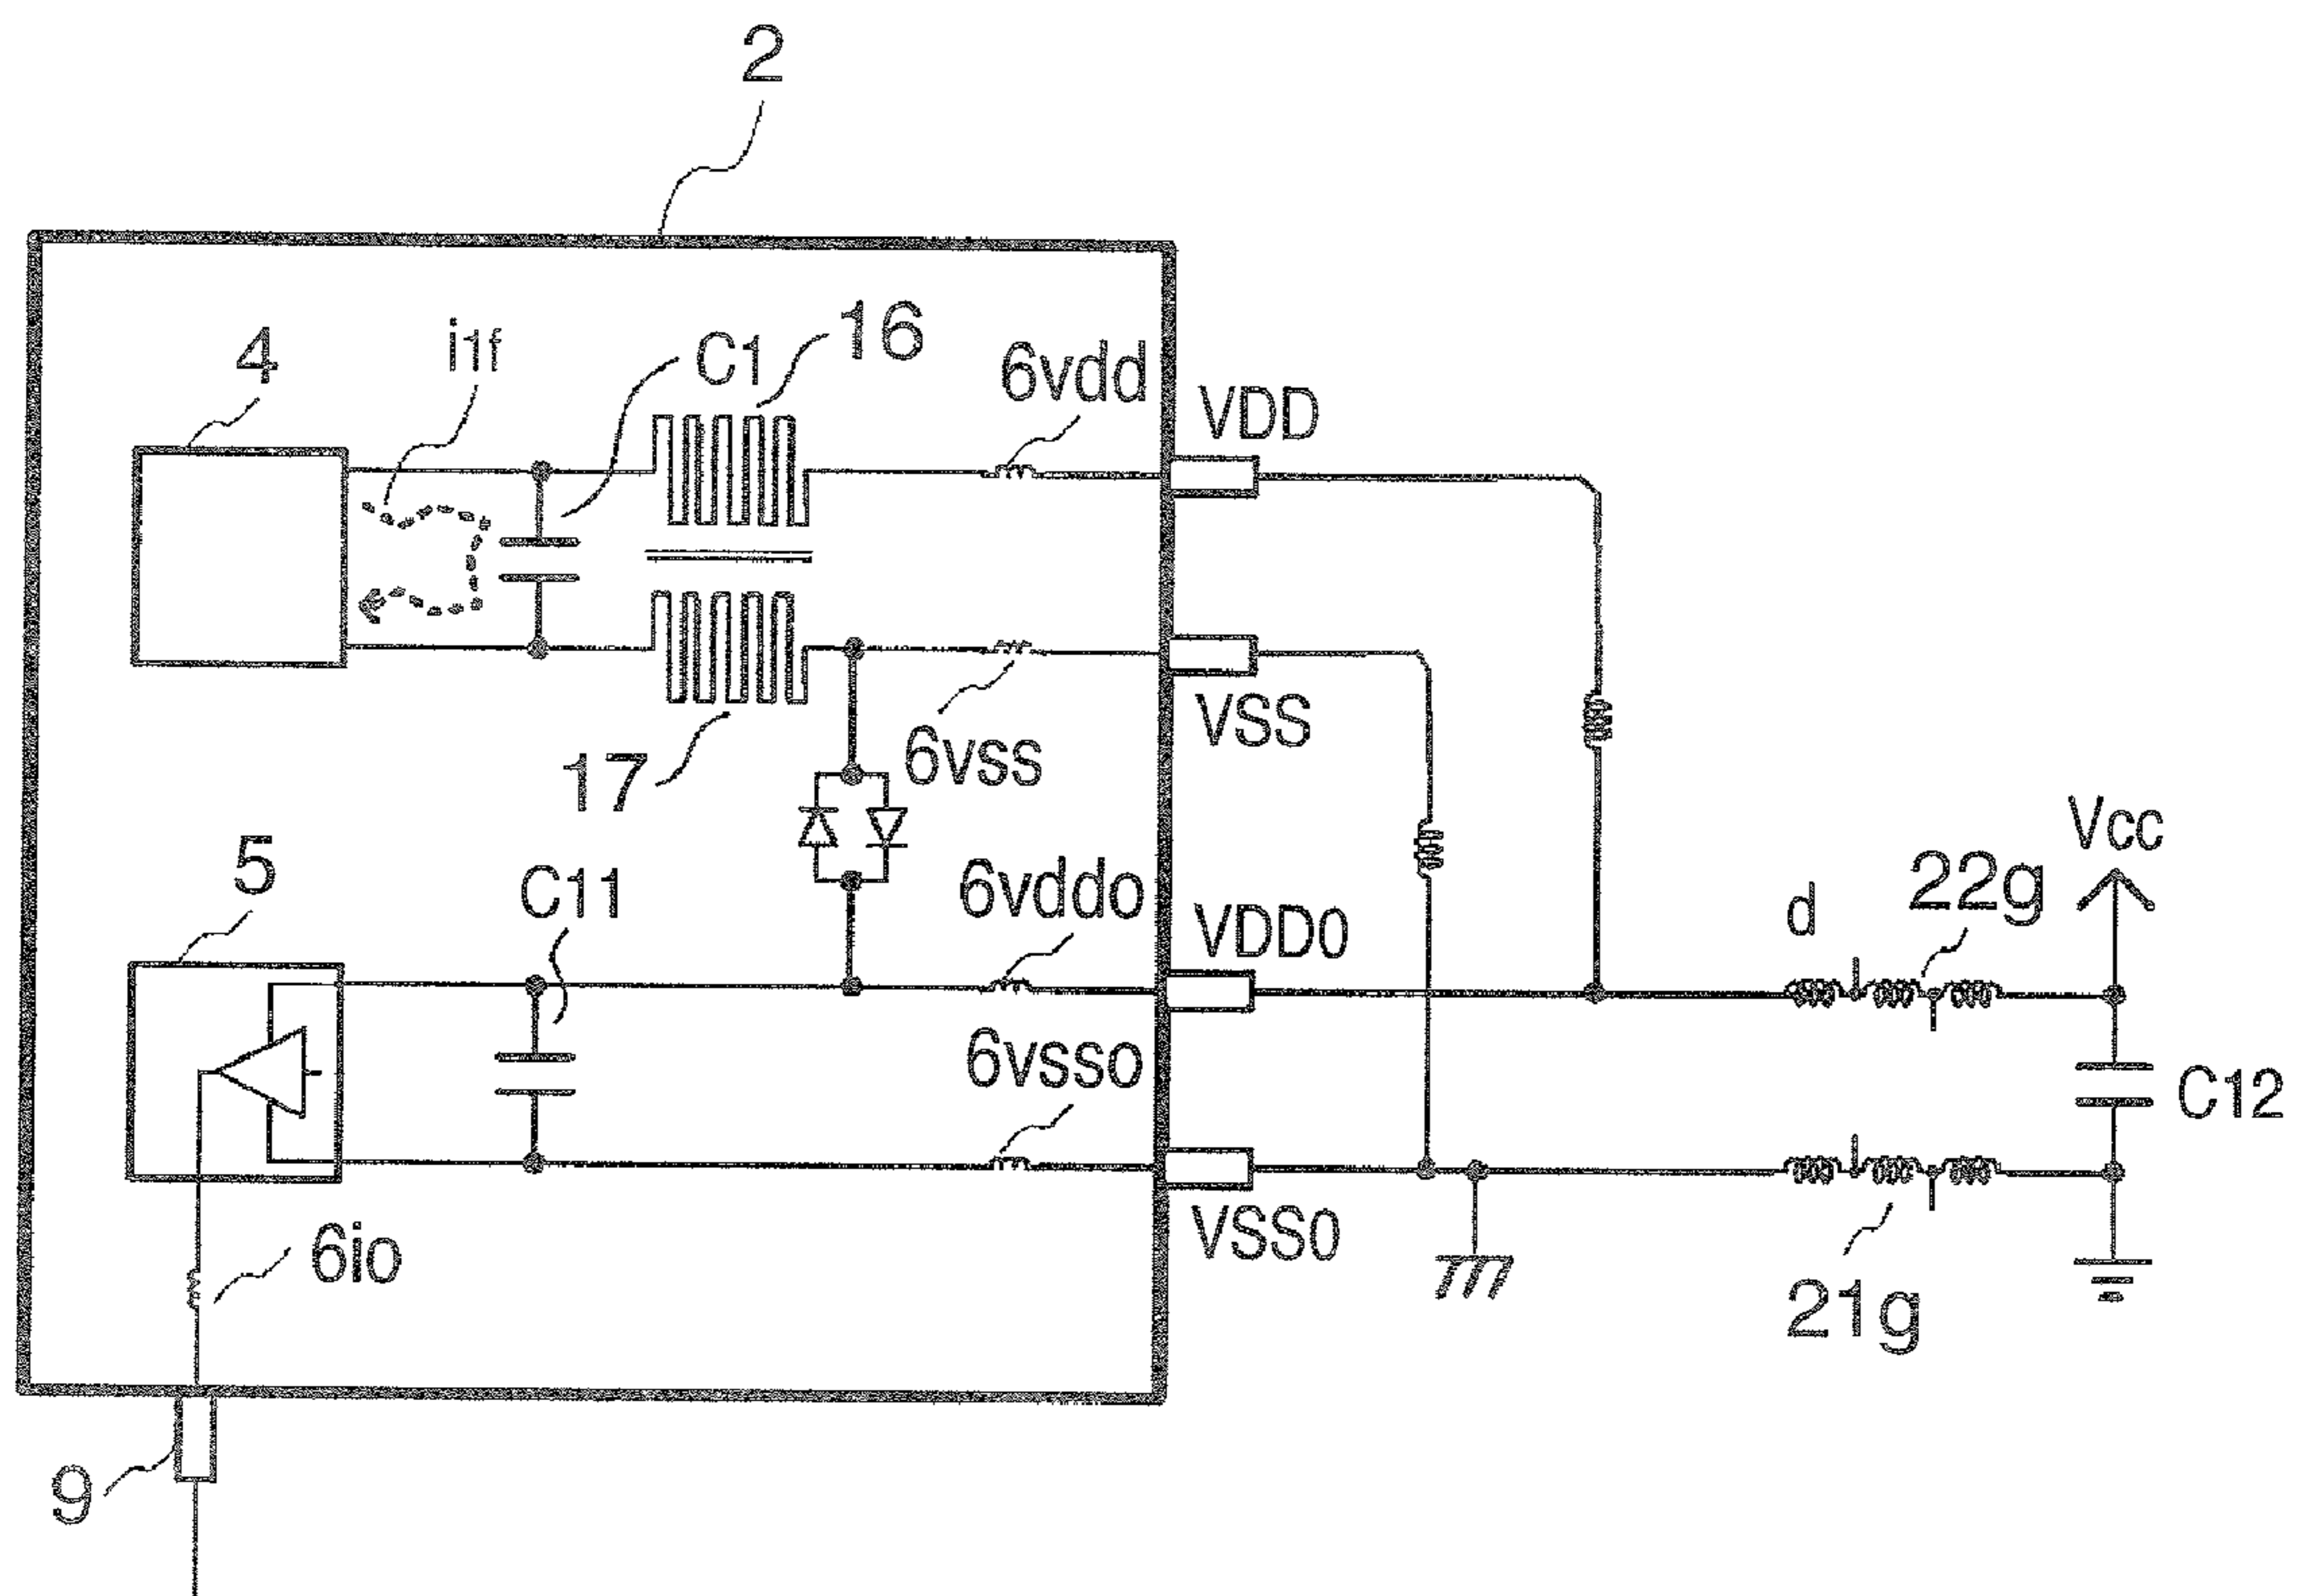 2
4
i1f
C1
16
6vdd
VDD
17
6vss
VSS
5
C11
6vddo
VDD0
d
22g
Vcc
6vsso
C12
6io
VSS0
21g
9